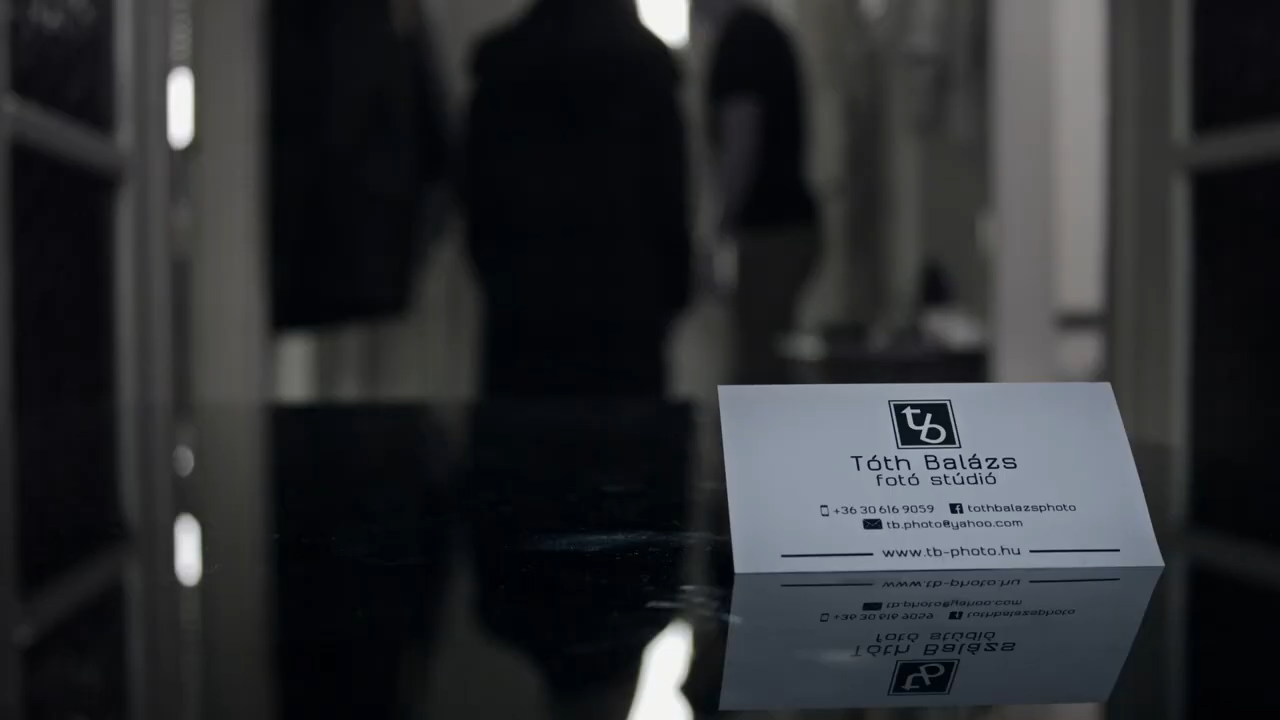 tb
Tóth Balázs
fotó stúdió
+36 30 616 9059 tothbalazsphoto
tb.photo@yahoo.com
www.tb-photo.hu